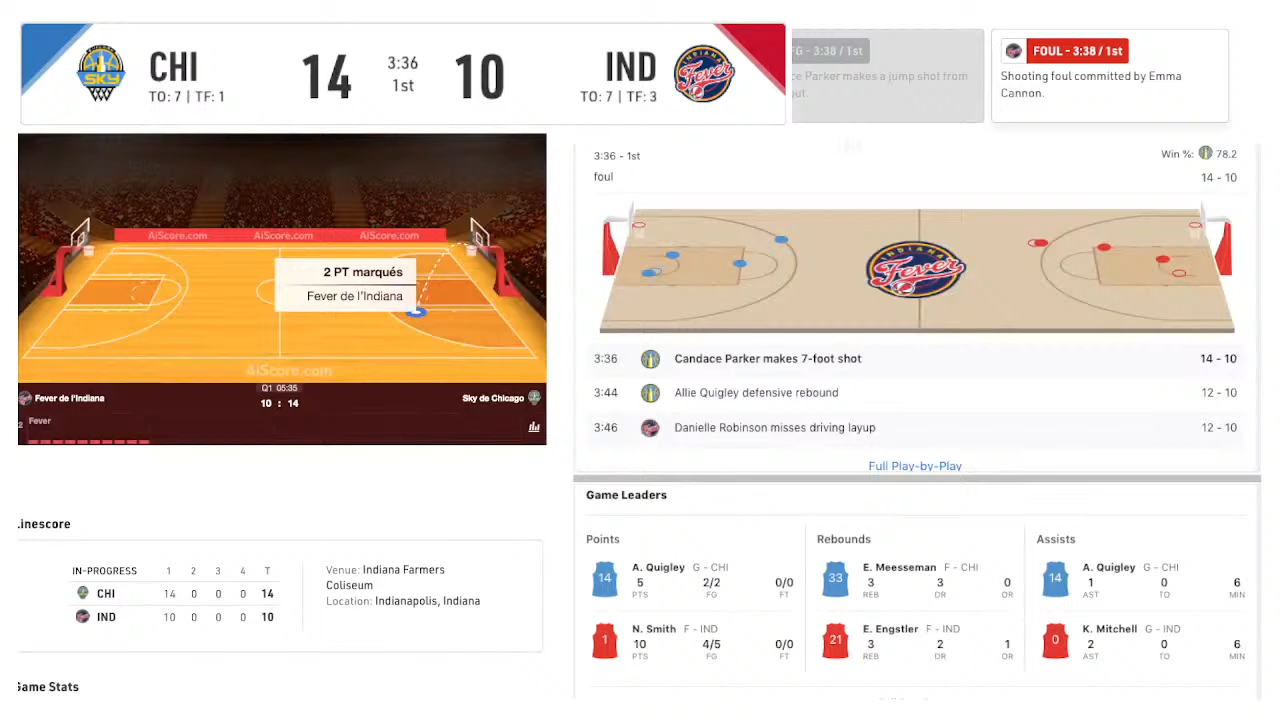 CHI
TO: 7 | TF: 1
14
3:36
1st
10
IND
TO: 7 | TF: 3
FG - 3:38 / 1st
ce Parker makes a jump shot from
out.
FOUL - 3:38 / 1st
Shooting foul committed by Emma
Cannon.
AiScore.com AiScore.com AiScore.com
2 PT marqués
Fever de l'Indiana
AiScore.com
Q1 05:35
Fever de l'Indiana 10 : 14 Sky de Chicago
2 Fever
3:36 - 1st
Win %: 78.2
foul
14 - 10
INDIANA
Fever
3:36 Candace Parker makes 7-foot shot 14 - 10
3:44 Allie Quigley defensive rebound 12 - 10
3:46 Danielle Robinson misses driving layup 12 - 10
Full Play-by-Play
Linescore
IN-PROGRESS 1 2 3 4 T
CHI 14 0 0 0 14
IND 10 0 0 0 10
Venue: Indiana Farmers
Coliseum
Location: Indianapolis, Indiana
Game Stats
Game Leaders
Points
14 A. Quigley G - CHI
5 2/2 0/0
PTS FG FT
1 N. Smith F - IND
10 4/5 0/0
PTS FG FT
Rebounds
33 E. Meesseman F - CHI
3 3 0
REB DR OR
21 E. Engstler F - IND
3 2 1
REB DR OR
Assists
14 A. Quigley G - CHI
1 0 6
AST TO MIN
0 K. Mitchell G - IND
2 0 6
AST TO MIN